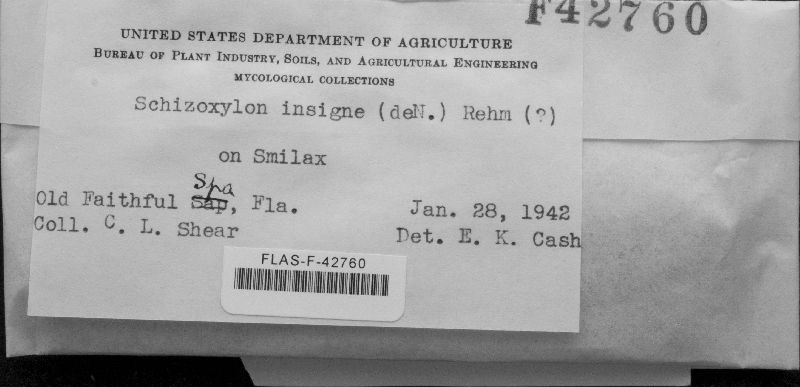 F42760
UNITED STATES DEPARTMENT OF AGRICULTURE
BUREAU OF PLANT INDUSTRY, SOILS, AND AGRICULTURAL ENGINEERING
MYCOLOGICAL COLLECTIONS
Schizoxylon insigne (deN.) Rehm (?)
on Smilax
Spa
Old Faithful Sap, Fla. Jan. 28, 1942
Coll. C. L. Shear Det. E. K. Cash
FLAS-F-42760